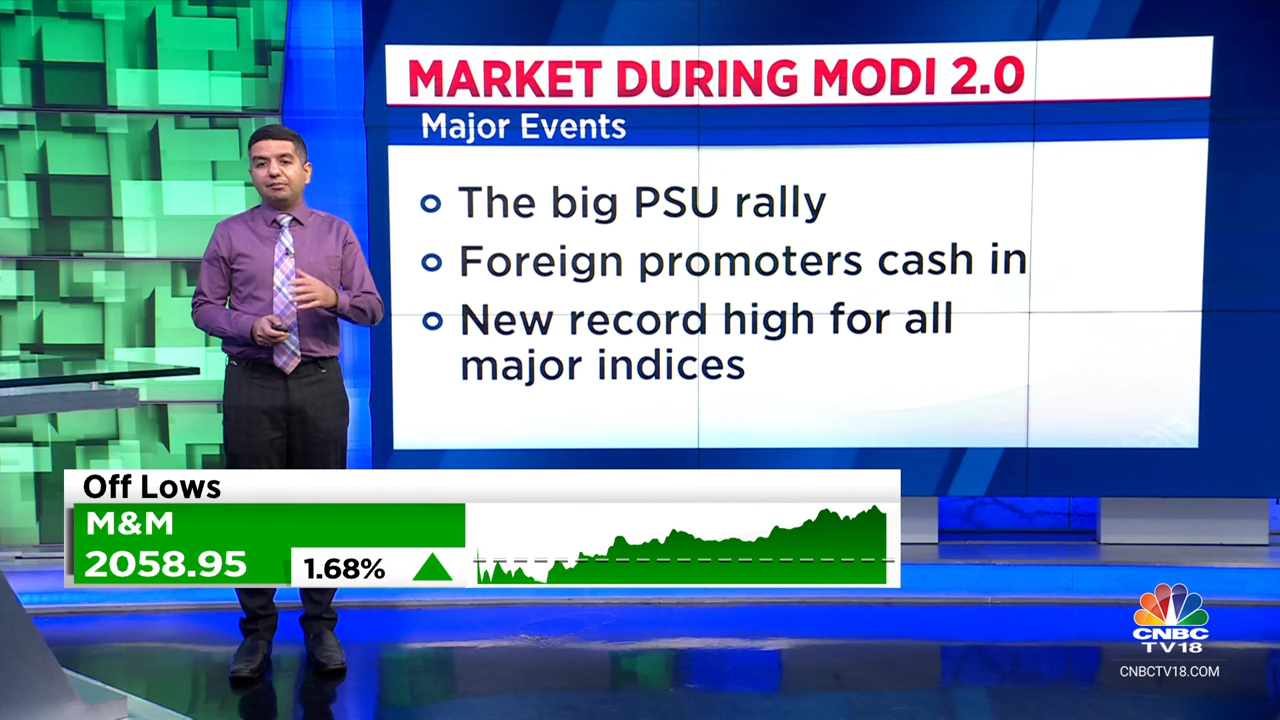 MARKET DURING MODI 2.0
Major Events
The big PSU rally
Foreign promoters cash in
New record high for all
major indices
Off Lows
M&M
2058.95
1.68%
CNBC
TV18
CNBCTV18.COM